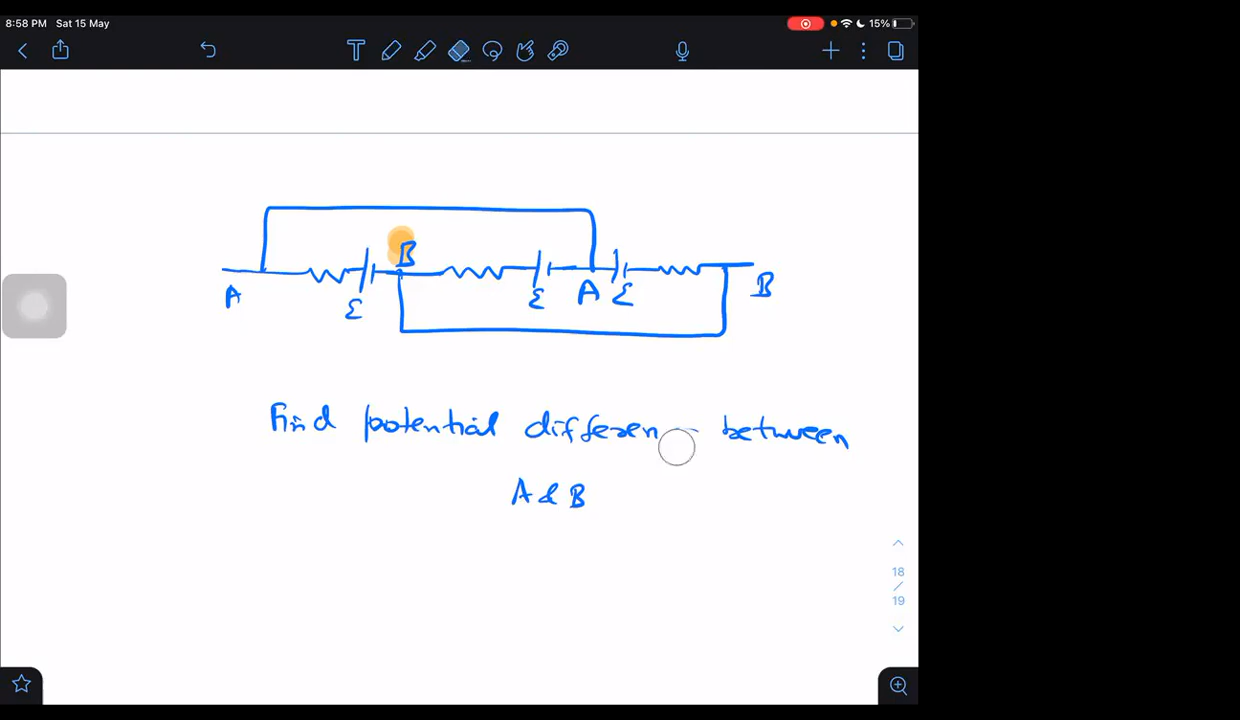 8:58 PM Sat 15 May 15%
T
B
A ε ε A ε B
Find potential differen between
A & B
18
/
19